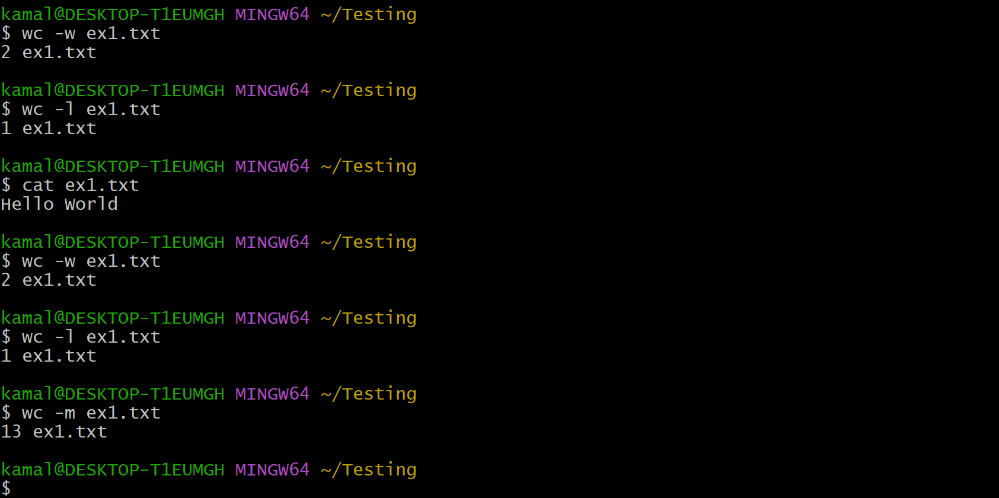 kamal@DESKTOP-T1EUMGH MINGW64 ~/Testing
$ wc -w ex1.txt
2 ex1.txt
kamal@DESKTOP-T1EUMGH MINGW64 ~/Testing
$ wc -l ex1.txt
1 ex1.txt
kamal@DESKTOP-T1EUMGH MINGW64 ~/Testing
$ cat ex1.txt
Hello World
kamal@DESKTOP-T1EUMGH MINGW64 ~/Testing
$ wc -w ex1.txt
2 ex1.txt
kamal@DESKTOP-T1EUMGH MINGW64 ~/Testing
$ wc -l ex1.txt
1 ex1.txt
kamal@DESKTOP-T1EUMGH MINGW64 ~/Testing
$ wc -m ex1.txt
13 ex1.txt
kamal@DESKTOP-T1EUMGH MINGW64 ~/Testing
$